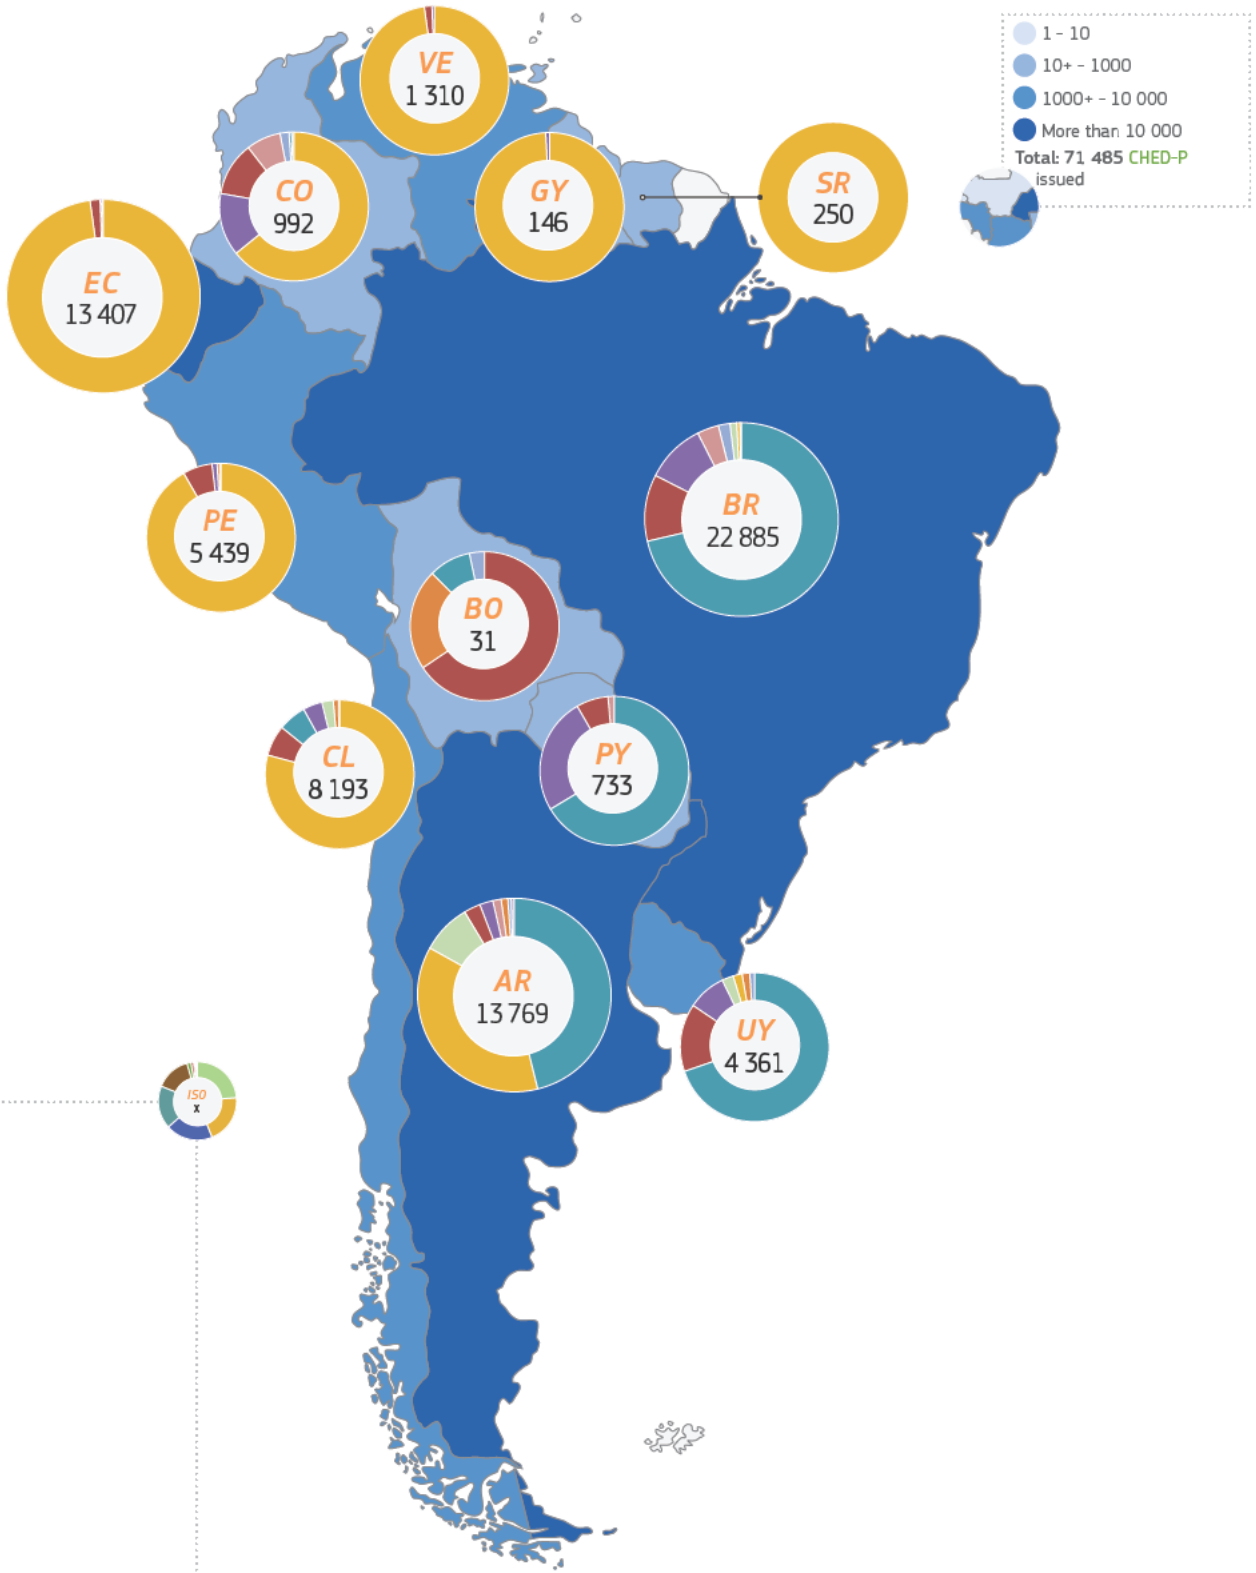 VE
1 310
1 - 10
10+ - 1000
1000+ - 10 000
More than 10 000
Total: 71 485 CHED-P
issued
CO
992
GY
146
SR
250
EC
13 407
PE
5 439
BR
22 885
BO
31
CL
8 193
PY
733
AR
13 769
UY
4 361
ISO
x